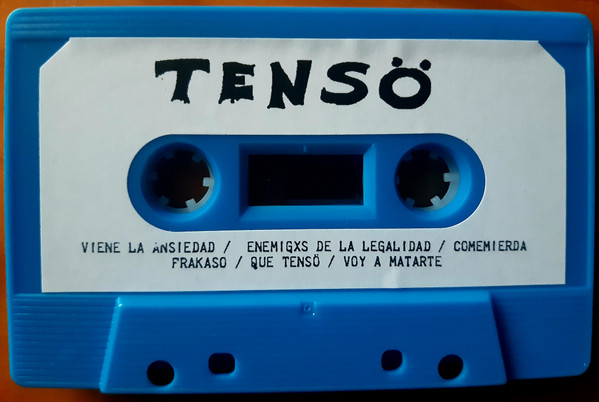 TENSÖ
VIENE LA ANSIEDAD / ENEMIGXS DE LA LEGALIDAD / COMEMIERDA
FRAKASO / QUE TENSÖ / VOY A MATARTE